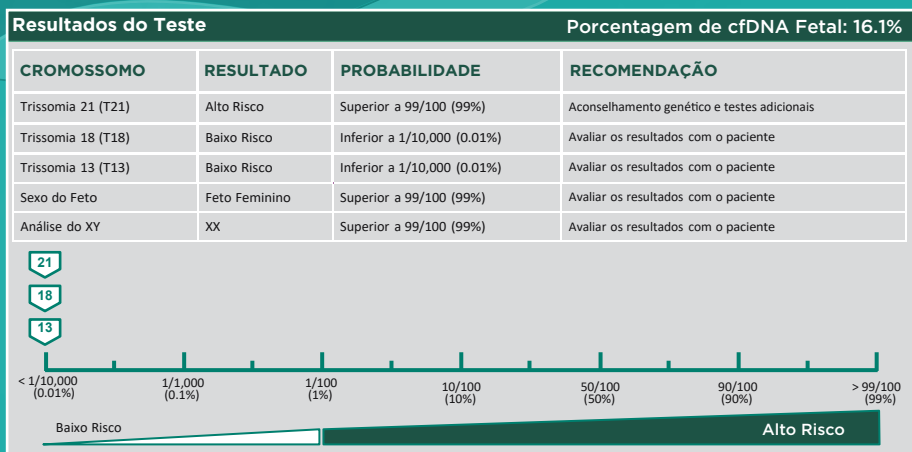 Resultados do Teste Porcentagem de cfDNA Fetal: 16.1%
CROMOSSOMO RESULTADO PROBABILIDADE RECOMENDAÇÃO
Trissomia 21 (T21) Alto Risco Superior a 99/100 (99%) Aconselhamento genético e testes adicionais
Trissomia 18 (T18) Baixo Risco Inferior a 1/10,000 (0.01%) Avaliar os resultados com o paciente
Trissomia 13 (T13) Baixo Risco Inferior a 1/10,000 (0.01%) Avaliar os resultados com o paciente
Sexo do Feto Feto Feminino Superior a 99/100 (99%) Avaliar os resultados com o paciente
Análise do XY XX Superior a 99/100 (99%) Avaliar os resultados com o paciente
21
18
13
< 1/10,000 1/1,000 1/100 10/100 50/100 90/100 > 99/100
(0.01%) (0.1%) (1%) (10%) (50%) (90%) (99%)
Baixo Risco Alto Risco